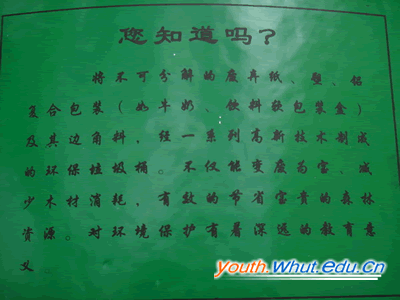 您知道吗?
将不可分解的废弃纸、塑、铝
复合包装(如牛奶、饮料软包装盒)
及其边角料,经一系列高新技术制成
的环保垃圾桶。不仅能变废为宝,减
少木材消耗,有效的节省宝贵的森林
资源。对环境保护有着深远的教育意
义
youth.Whut.edu.Cn